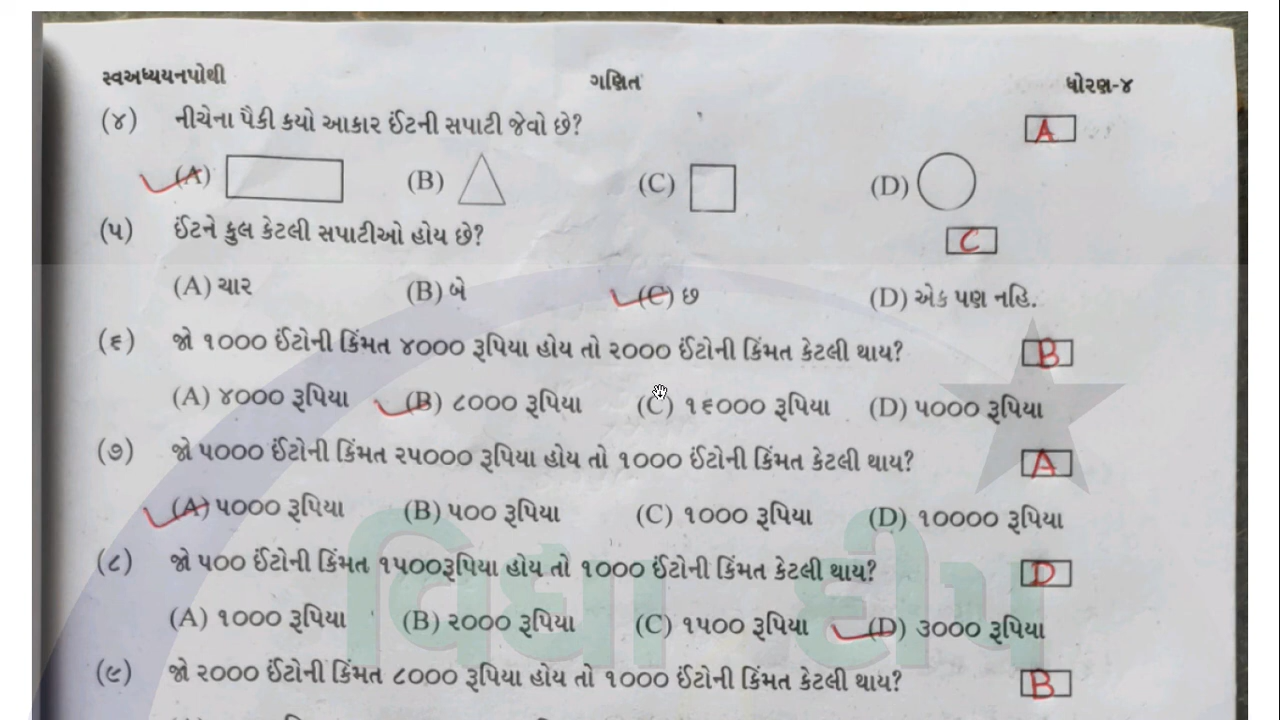 સ્વઅધ્યયનપોથી ગણિત ધોરણ-૪
(૪) નીચેના પૈકી કયો આકાર ઈંટની સપાટી જેવો છે? A
(A) (B) (C) (D)
(૫) ઈંટને કુલ કેટલી સપાટીઓ હોય છે? C
(A) ચાર (B) બે (C) છ (D) એક પણ નહિ.
(૬) જો ૧૦૦૦ ઈંટોની કિંમત ૪૦૦૦ રૂપિયા હોય તો ૨૦૦૦ ઈંટોની કિંમત કેટલી થાય? B
(A) ૪૦૦૦ રૂપિયા (B) ૮૦૦૦ રૂપિયા (C) ૧૬૦૦૦ રૂપિયા (D) ૫૦૦૦ રૂપિયા
(૭) જો ૫૦૦૦ ઈંટોની કિંમત ૨૫૦૦૦ રૂપિયા હોય તો ૧૦૦૦ ઈંટોની કિંમત કેટલી થાય? A
(A) ૫૦૦૦ રૂપિયા (B) ૫૦૦ રૂપિયા (C) ૧૦૦૦ રૂપિયા (D) ૧૦૦૦૦ રૂપિયા
(૮) જો ૫૦૦ ઈંટોની કિંમત ૧૫૦૦રૂપિયા હોય તો ૧૦૦૦ ઈંટોની કિંમત કેટલી થાય? D
(A) ૧૦૦૦ રૂપિયા (B) ૨૦૦૦ રૂપિયા (C) ૧૫૦૦ રૂપિયા (D) ૩૦૦૦ રૂપિયા
વિદ્યા દીપ
(૯) જો ૨૦૦૦ ઈંટોની કિંમત ૮૦૦૦ રૂપિયા હોય તો ૧૦૦૦ ઈંટોની કિંમત કેટલી થાય? B